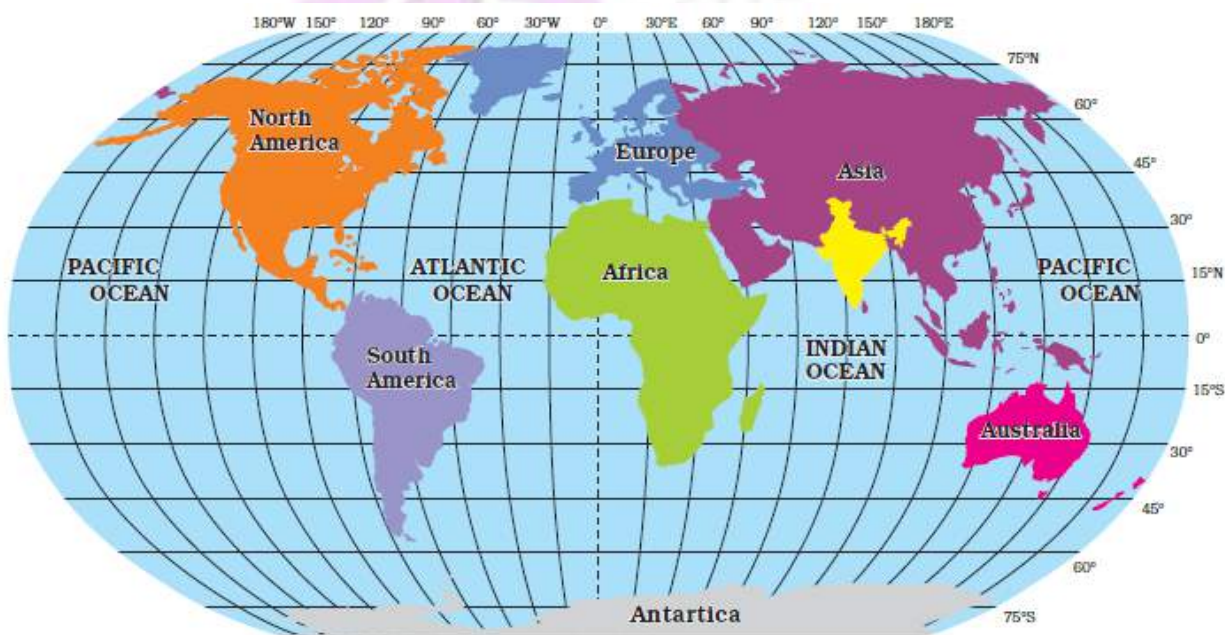 180°W 150° 120° 90° 60° 30°W 0° 30°E 60° 90° 120° 150° 180°E
75°N
60°
North
America
Europe
45°
Asia
30°
PACIFIC
OCEAN
ATLANTIC
OCEAN
Africa
15°N
PACIFIC
OCEAN
0°
INDIAN
OCEAN
South
America
15°S
Australia
30°
45°
60°
Antartica
75°S